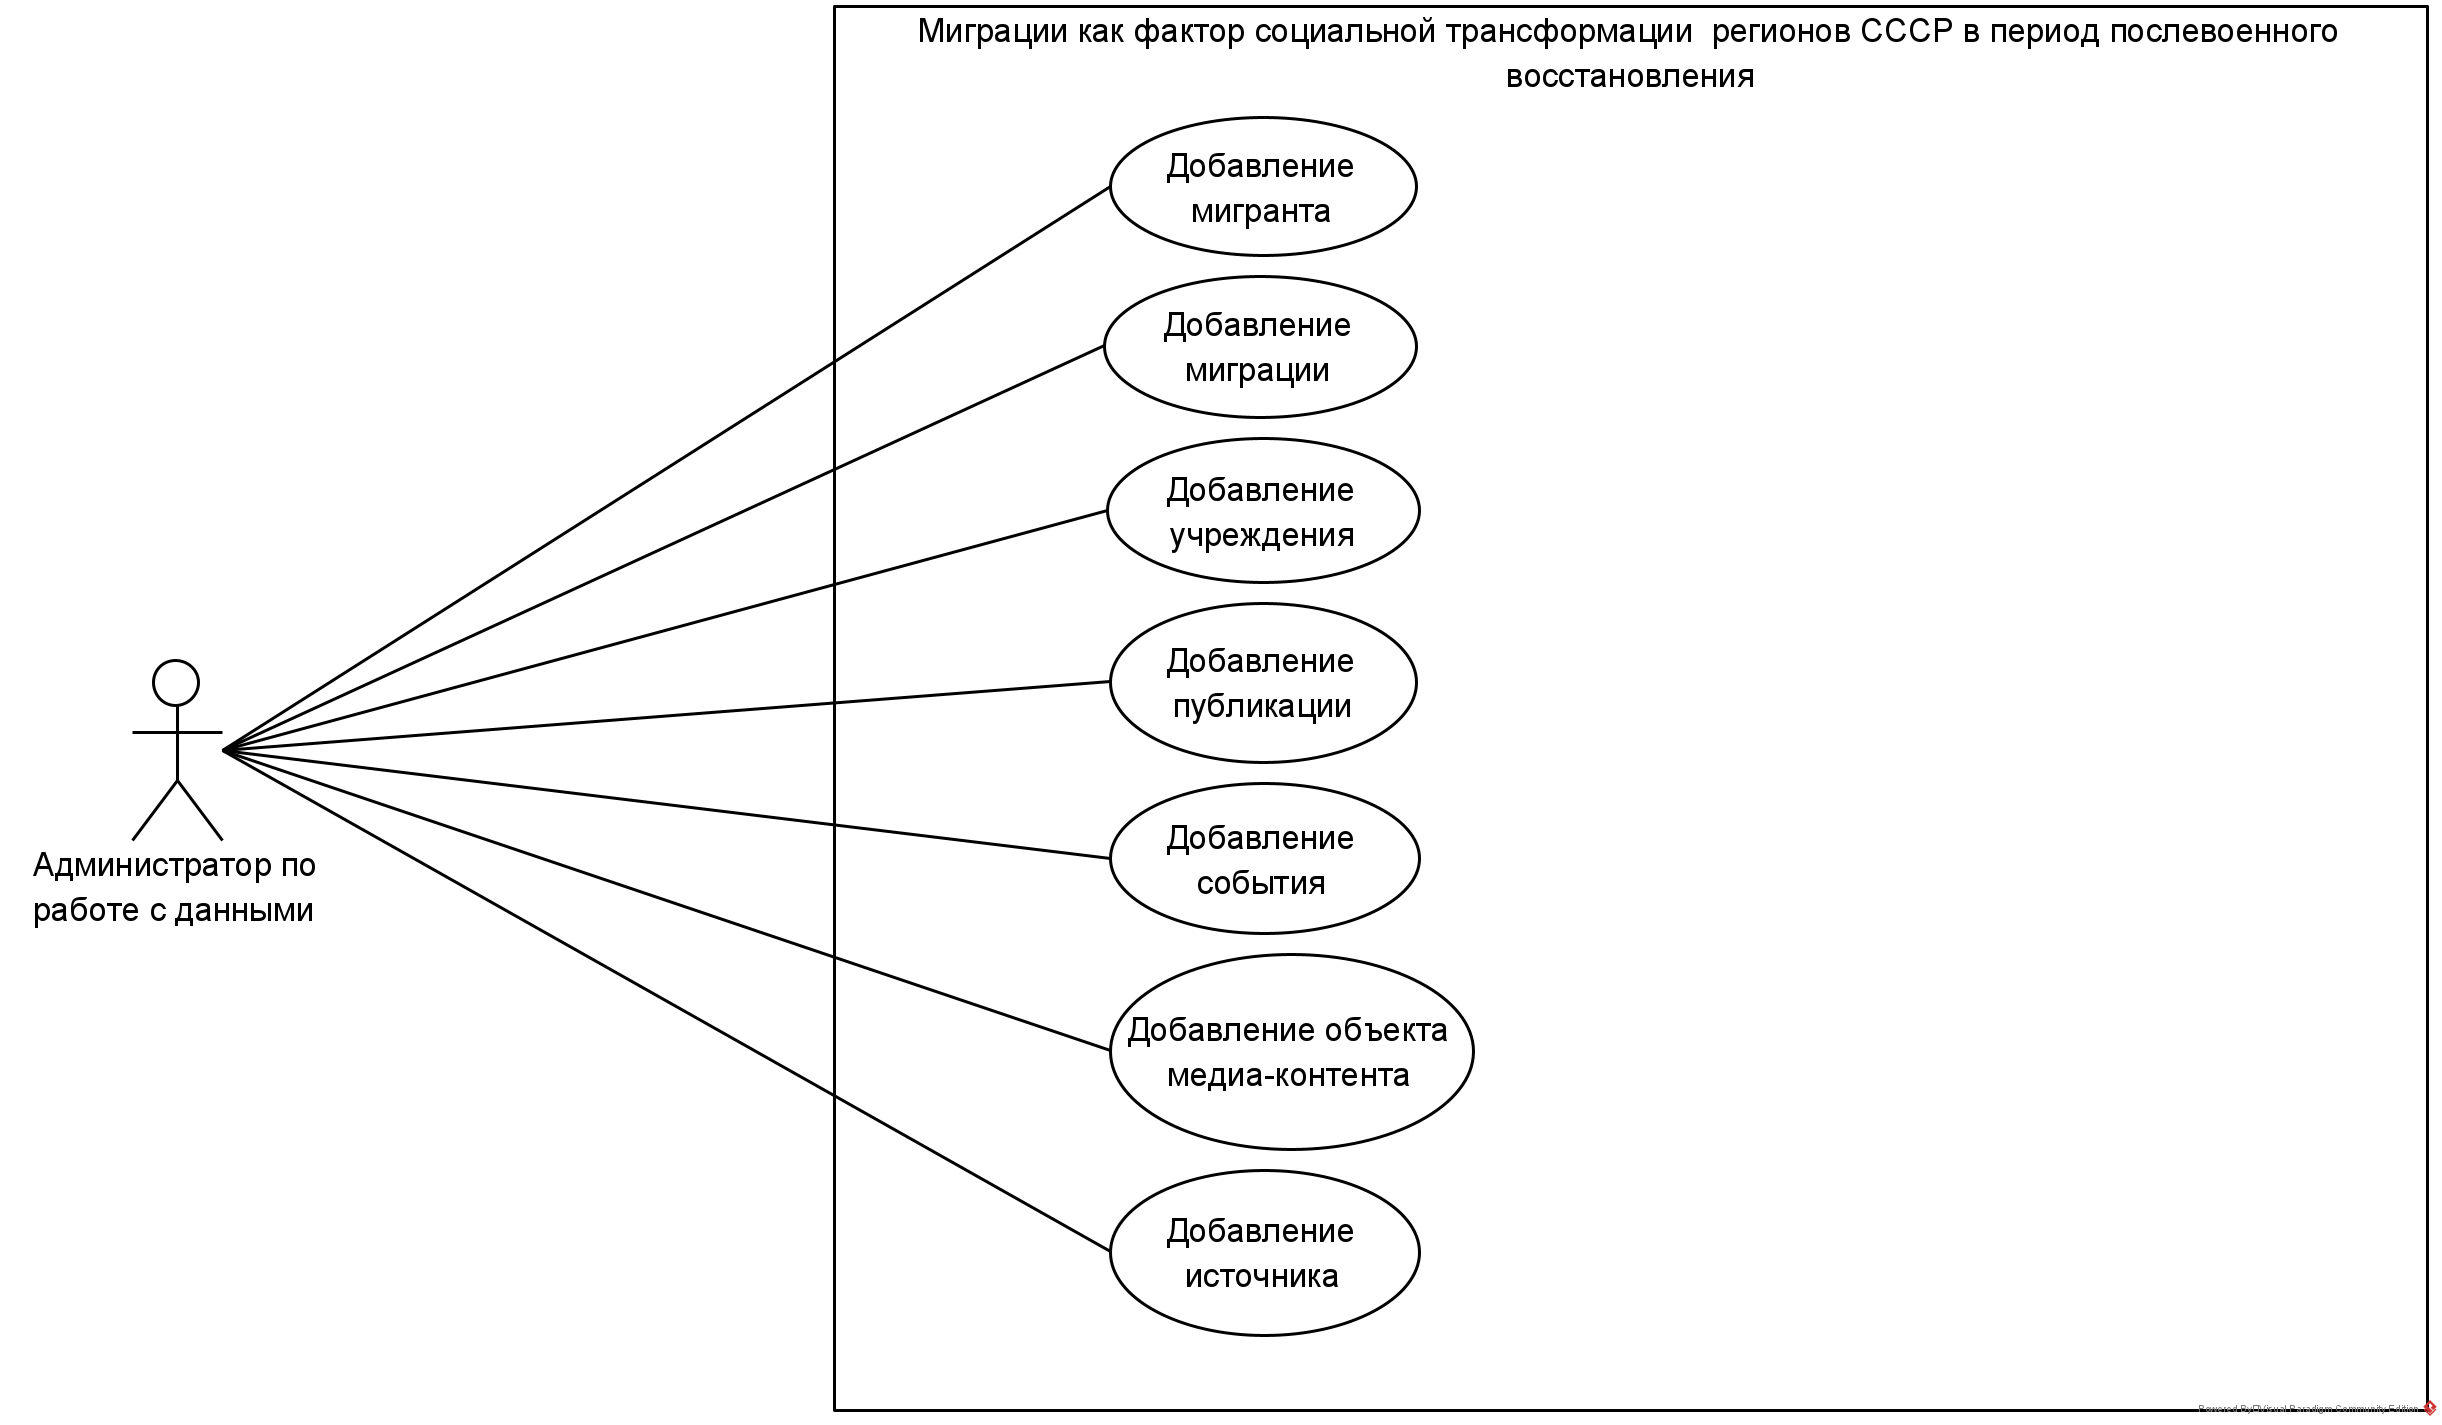 Миграции как фактор социальной трансформации  регионов СССР в период послевоенного
восстановления
Добавление
мигранта
Добавление
миграции
Добавление
учреждения
Добавление
публикации
Добавление
события
Добавление объекта
медиа-контента
Добавление
источника
Администратор по
работе с данными
Powered By Visual Paradigm Community Edition